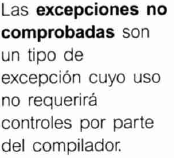 Las excepciones no
comprobadas son
un tipo de
excepción cuyo uso
no requerirá
controles por parte
del compilador.